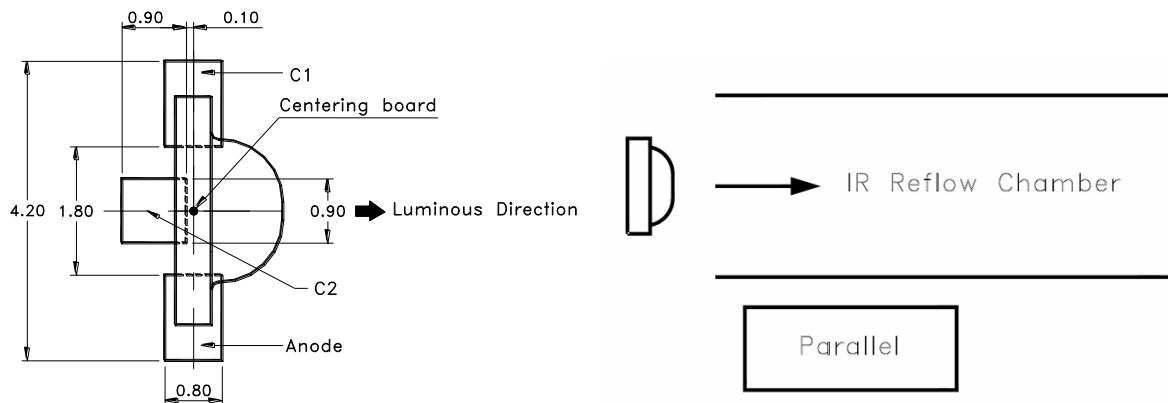 0.90
0.10
C1
Centering board
4.20
1.80
0.90
Luminous Direction
C2
Anode
0.80
IR Reflow Chamber
Parallel